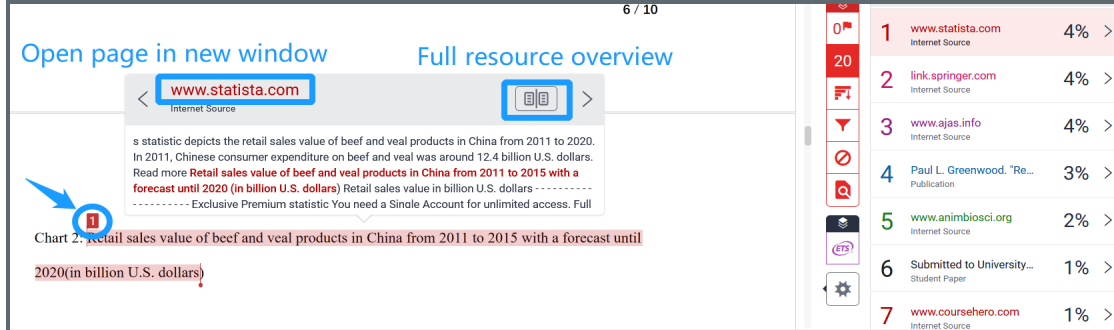 6 / 10
Open page in new window
Full resource overview
www.statista.com
Internet Source
s statistic depicts the retail sales value of beef and veal products in China from 2011 to 2020.
In 2011, Chinese consumer expenditure on beef and veal was around 12.4 billion U.S. dollars.
Read more Retail sales value of beef and veal products in China from 2011 to 2015 with a
forecast until 2020 (in billion U.S. dollars) Retail sales value in billion U.S. dollars - - - - - - - - - -
- - - - - - - - - - Exclusive Premium statistic You need a Single Account for unlimited access. Full
1
Chart 2: Retail sales value of beef and veal products in China from 2011 to 2015 with a forecast until
2020(in billion U.S. dollars)
0
20
ETS
1 www.statista.com 4% >
Internet Source
2 link.springer.com 4% >
Internet Source
3 www.ajas.info 4% >
Internet Source
4 Paul L. Greenwood. "Re... 3% >
Publication
5 www.animbiosci.org 2% >
Internet Source
6 Submitted to University... 1% >
Student Paper
7 www.coursehero.com 1% >
Internet Source